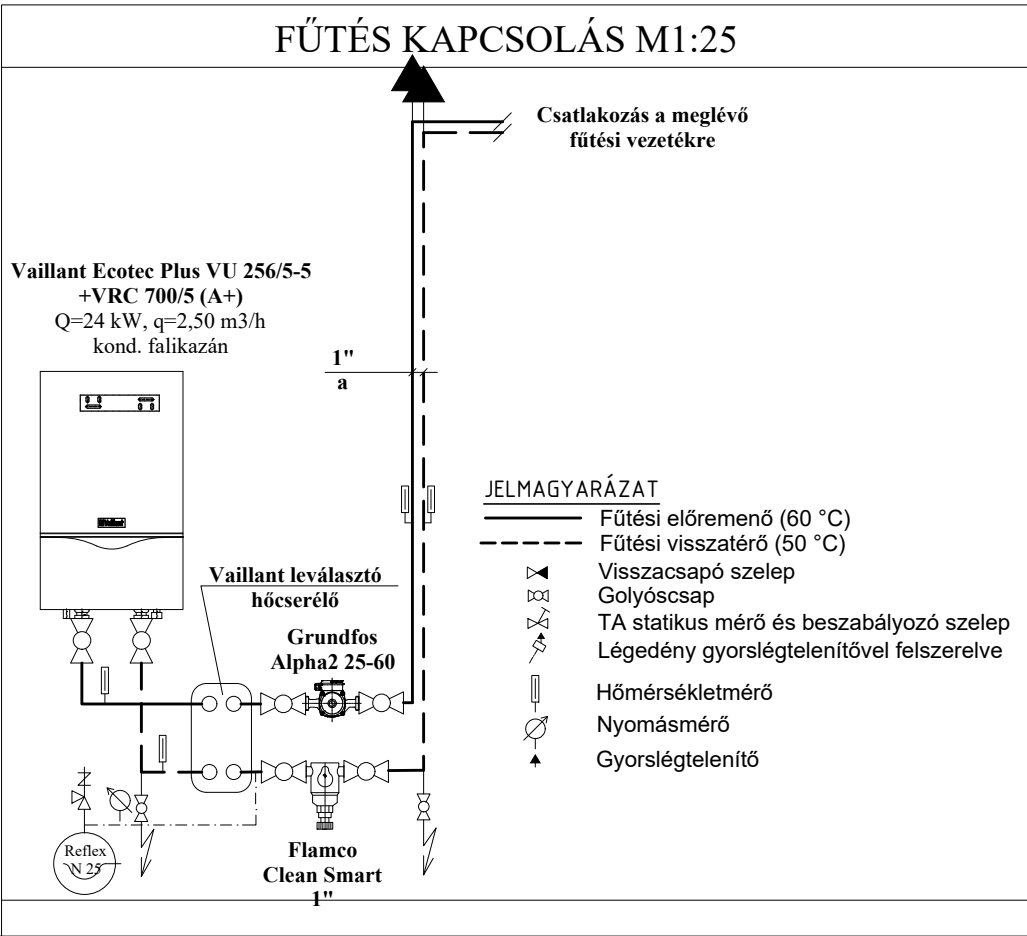 FŰTÉS KAPCSOLÁS M1:25
Csatlakozás a meglévő
fűtési vezetékre
Vaillant Ecotec Plus VU 256/5-5
+VRC 700/5 (A+)
Q=24 kW, q=2,50 m3/h
kond. falikazán
1"
a
Vaillant
Vaillant leválasztó
hőcserélő
Grundfos
Alpha2 25-60
JELMAGYARÁZAT
Fűtési előremenő (60 °C)
Fűtési visszatérő (50 °C)
Visszacsapó szelep
Golyóscsap
TA statikus mérő és beszabályozó szelep
Légedény gyorslégtelenítővel felszerelve
Hőmérsékletmérő
Nyomásmérő
Gyorslégtelenítő
Reflex
N 25
Flamco
Clean Smart
1"